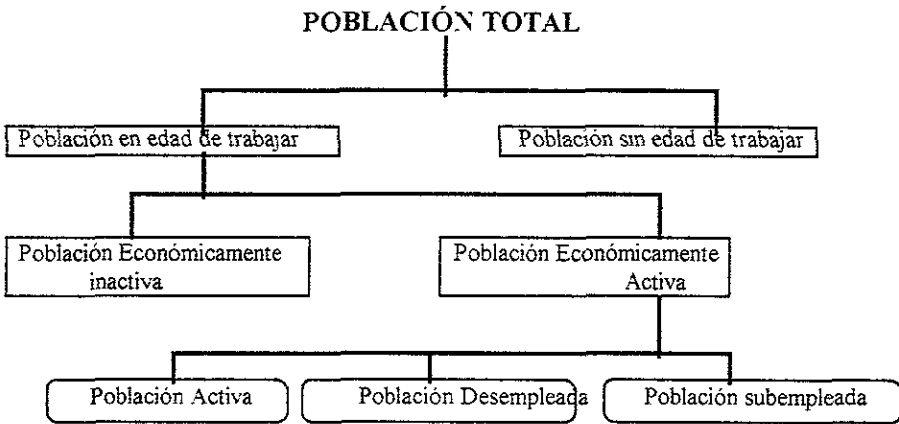 POBLACIÓN TOTAL
Población en edad de trabajar
Población sin edad de trabajar
Población Económicamente
inactiva
Población Económicamente
Activa
Población Activa
Población Desempleada
Población subempleada